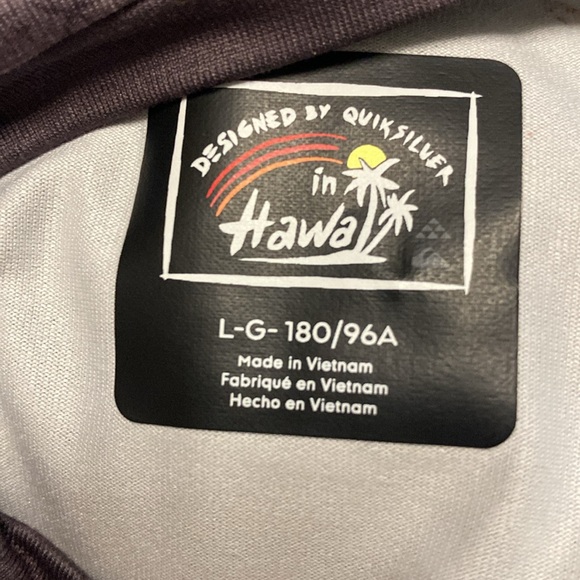 DESIGNED BY QUIKSILVER
in
Hawaii
L-G- 180/96A
Made in Vietnam
Fabriqué en Vietnam
Hecho en Vietnam